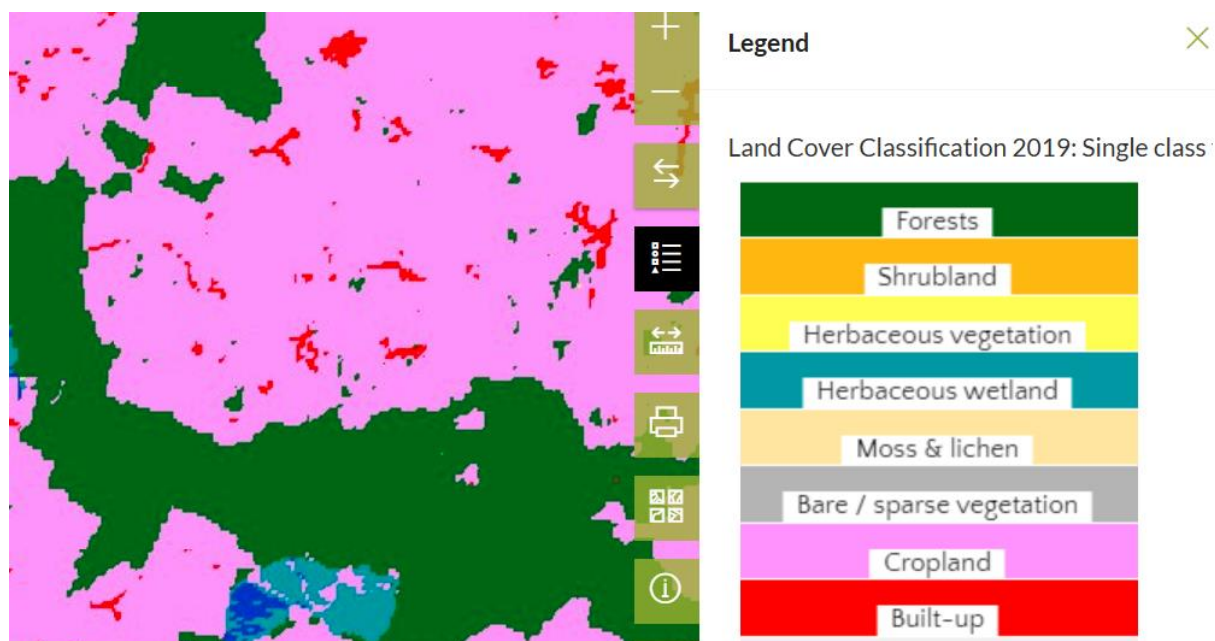 Legend
Land Cover Classification 2019: Single class
Forests
Shrubland
Herbaceous vegetation
Herbaceous wetland
Moss & lichen
Bare / sparse vegetation
Cropland
Built-up